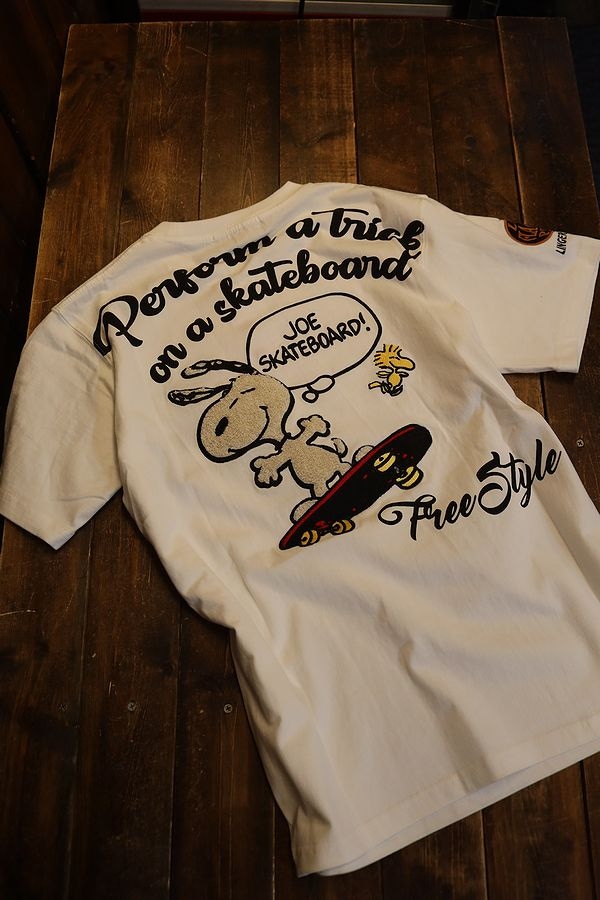 Perform a trick
on a skateboard
JOE
SKATEBOARD!
Free Style